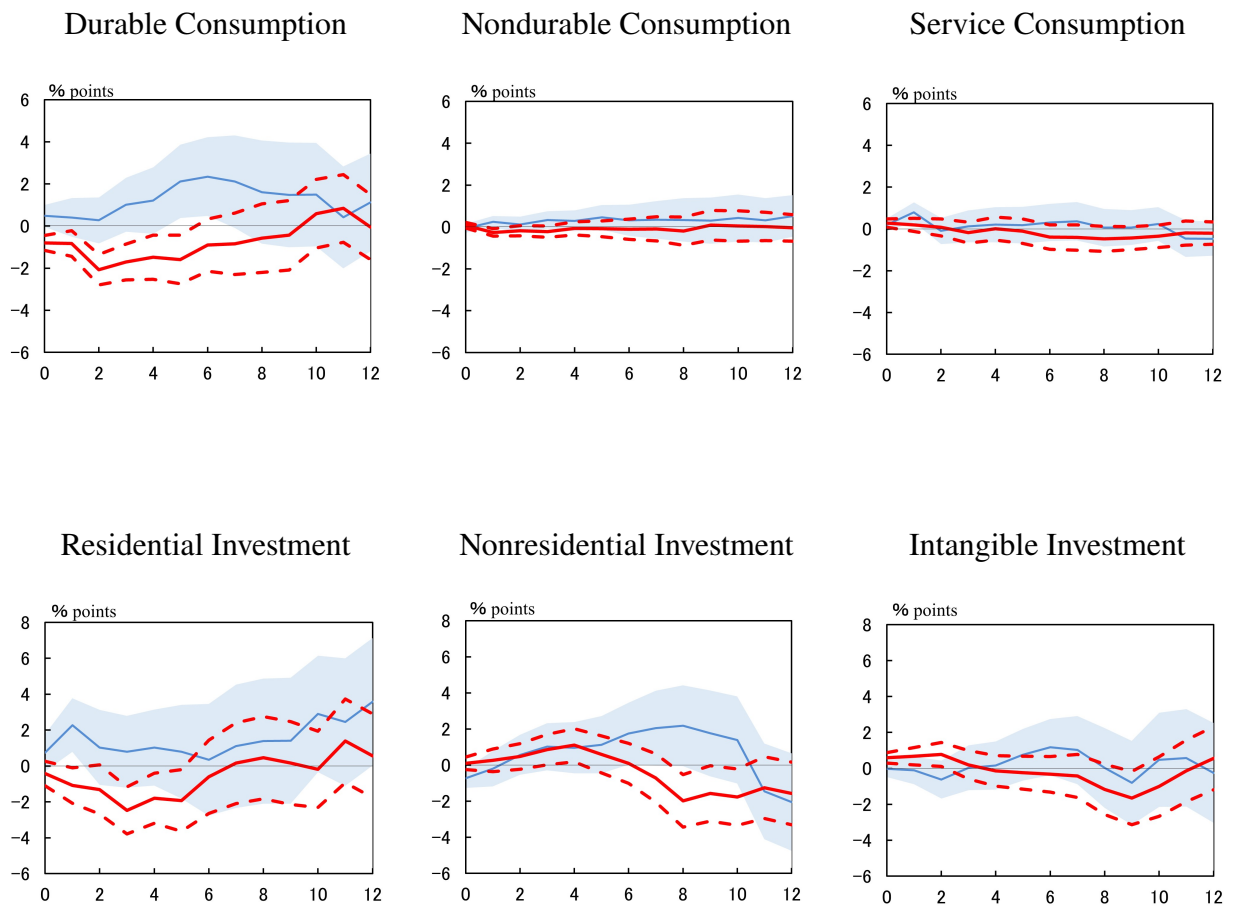 Durable Consumption
Nondurable Consumption
Service Consumption
% points
6
4
2
0
−2
−4
−6
0 2 4 6 8 10 12
% points
6
4
2
0
−2
−4
−6
0 2 4 6 8 10 12
% points
6
4
2
0
−2
−4
−6
0 2 4 6 8 10 12
Residential Investment
Nonresidential Investment
Intangible Investment
% points
8
6
4
2
0
−2
−4
−6
0 2 4 6 8 10 12
% points
8
6
4
2
0
−2
−4
−6
0 2 4 6 8 10 12
% points
8
6
4
2
0
−2
−4
−6
0 2 4 6 8 10 12